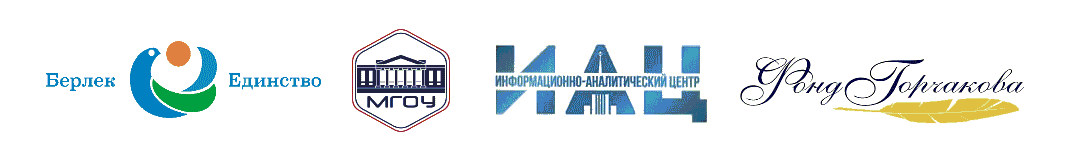 Берлек Единство
МГОУ
ИАЦ
ИНФОРМАЦИОННО-АНАЛИТИЧЕСКИЙ ЦЕНТР
Фонд Горчакова